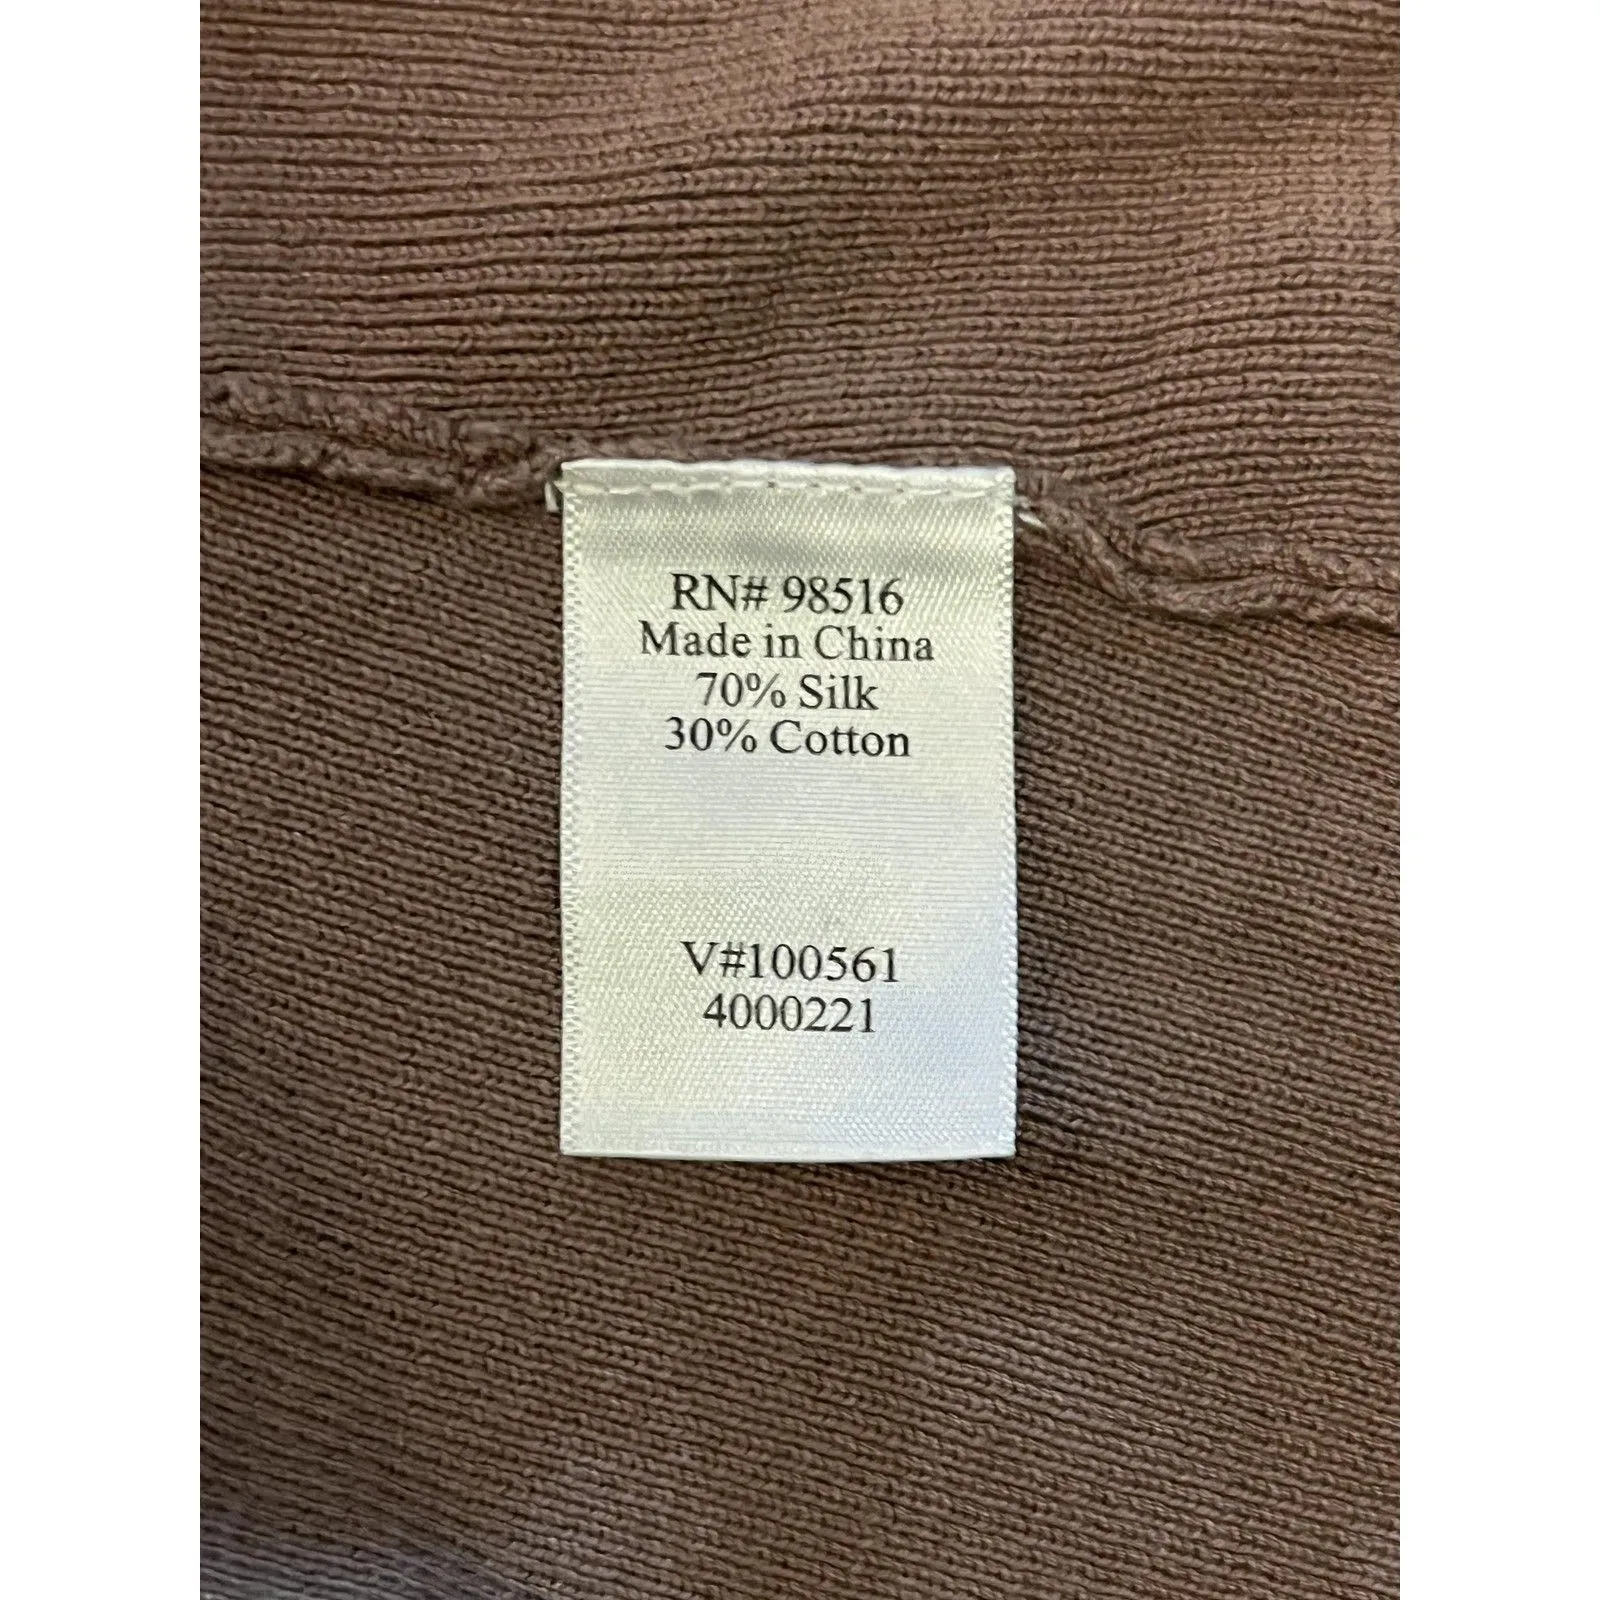 RN# 98516
Made in China
70% Silk
30% Cotton
V#100561
4000221